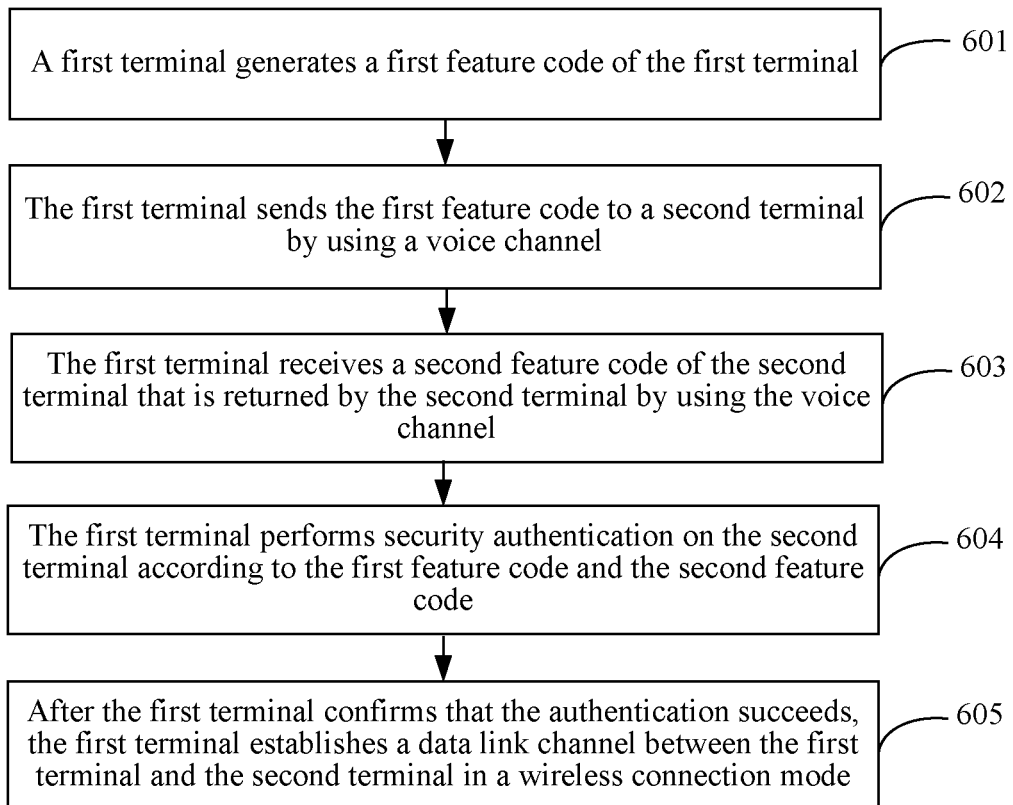 A first terminal generates a first feature code of the first terminal
601
The first terminal sends the first feature code to a second terminal
by using a voice channel
602
The first terminal receives a second feature code of the second
terminal that is returned by the second terminal by using the voice
channel
603
The first terminal performs security authentication on the second
terminal according to the first feature code and the second feature
code
604
After the first terminal confirms that the authentication succeeds,
the first terminal establishes a data link channel between the first
terminal and the second terminal in a wireless connection mode
605